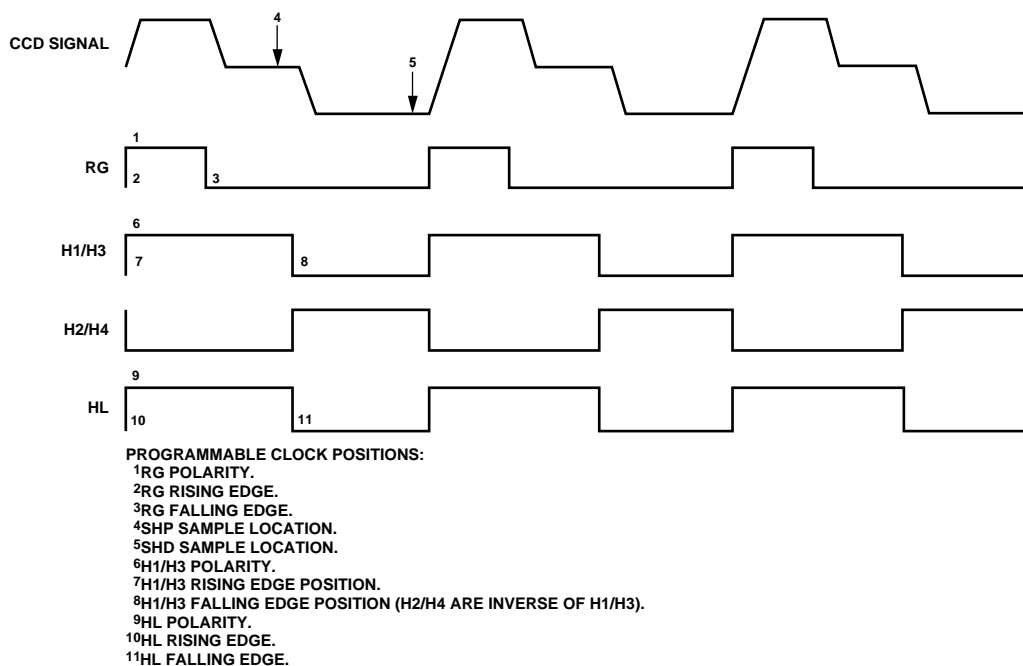 4
CCD SIGNAL
5
1
RG
2
3
6
H1/H3
7
8
H2/H4
9
HL
10
11
PROGRAMMABLE CLOCK POSITIONS:
1RG POLARITY.
2RG RISING EDGE.
3RG FALLING EDGE.
4SHP SAMPLE LOCATION.
5SHD SAMPLE LOCATION.
6H1/H3 POLARITY.
7H1/H3 RISING EDGE POSITION.
8H1/H3 FALLING EDGE POSITION (H2/H4 ARE INVERSE OF H1/H3).
9HL POLARITY.
10HL RISING EDGE.
11HL FALLING EDGE.